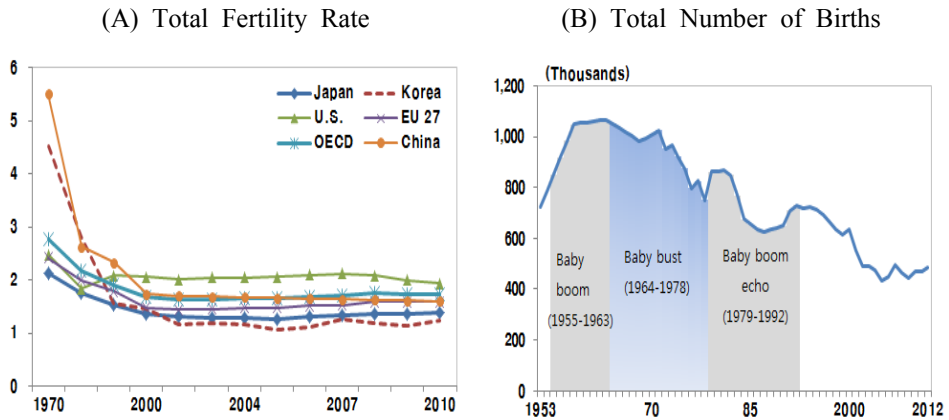 (A) Total Fertility Rate
6
5
4
3
2
1
0
Japan
Korea
U.S.
EU 27
OECD
China
1970
2000
2004
2007
2010
(B) Total Number of Births
(Thousands)
1,200
1,000
800
600
400
200
0
Baby
boom
(1955-1963)
Baby bust
(1964-1978)
Baby boom
echo
(1979-1992)
1953
70
85
2000
2012